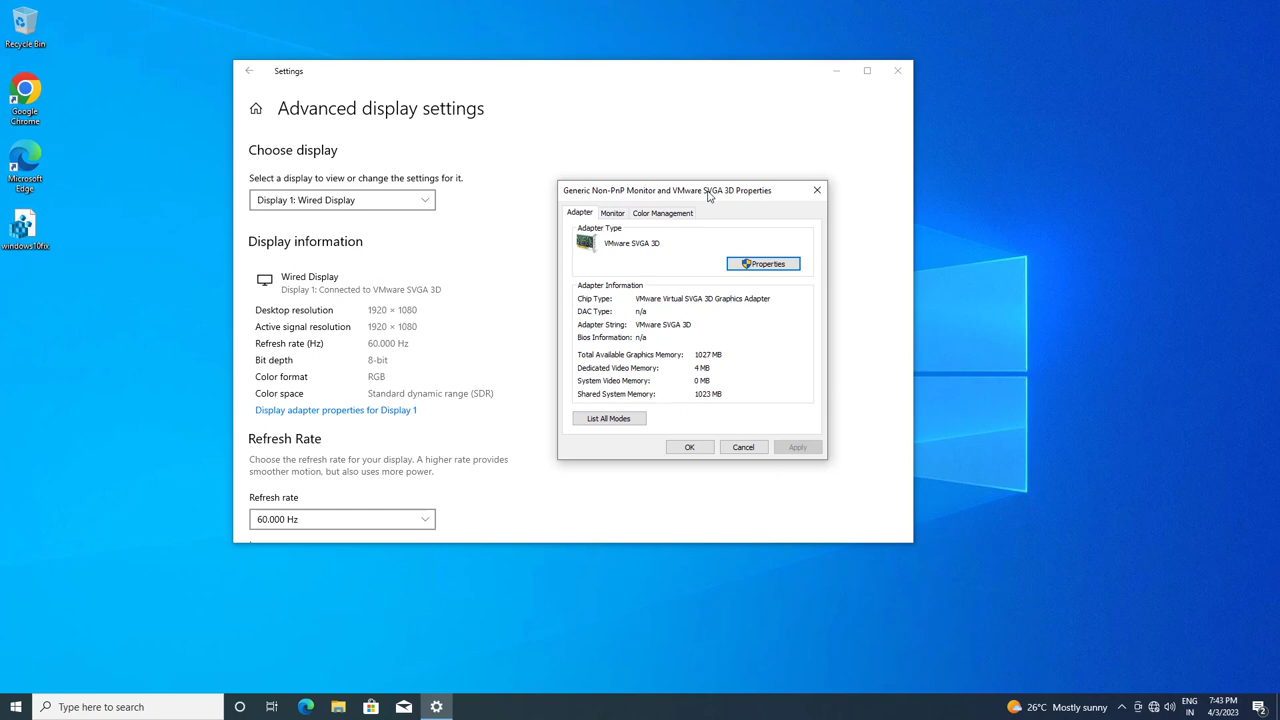 Recycle Bin
Google
Chrome
Microsoft
Edge
windows10fix
Settings
Advanced display settings
Choose display
Select a display to view or change the settings for it.
Display 1: Wired Display
Display information
Wired Display
Display 1: Connected to VMware SVGA 3D
Desktop resolution 1920 × 1080
Active signal resolution 1920 × 1080
Refresh rate (Hz) 60.000 Hz
Bit depth 8-bit
Color format RGB
Color space Standard dynamic range (SDR)
Display adapter properties for Display 1
Refresh Rate
Choose the refresh rate for your display. A higher rate provides
smoother motion, but also uses more power.
Refresh rate
60.000 Hz
Generic Non-PnP Monitor and VMware SVGA 3D Properties
Adapter Monitor Color Management
Adapter Type
VMware SVGA 3D
Properties
Adapter Information
Chip Type: VMware Virtual SVGA 3D Graphics Adapter
DAC Type: n/a
Adapter String: VMware SVGA 3D
Bios Information: n/a
Total Available Graphics Memory: 1027 MB
Dedicated Video Memory: 4 MB
System Video Memory: 0 MB
Shared System Memory: 1023 MB
List All Modes
OK Cancel Apply
Type here to search
26°C Mostly sunny
ENG
IN
7:43 PM
4/3/2023
2